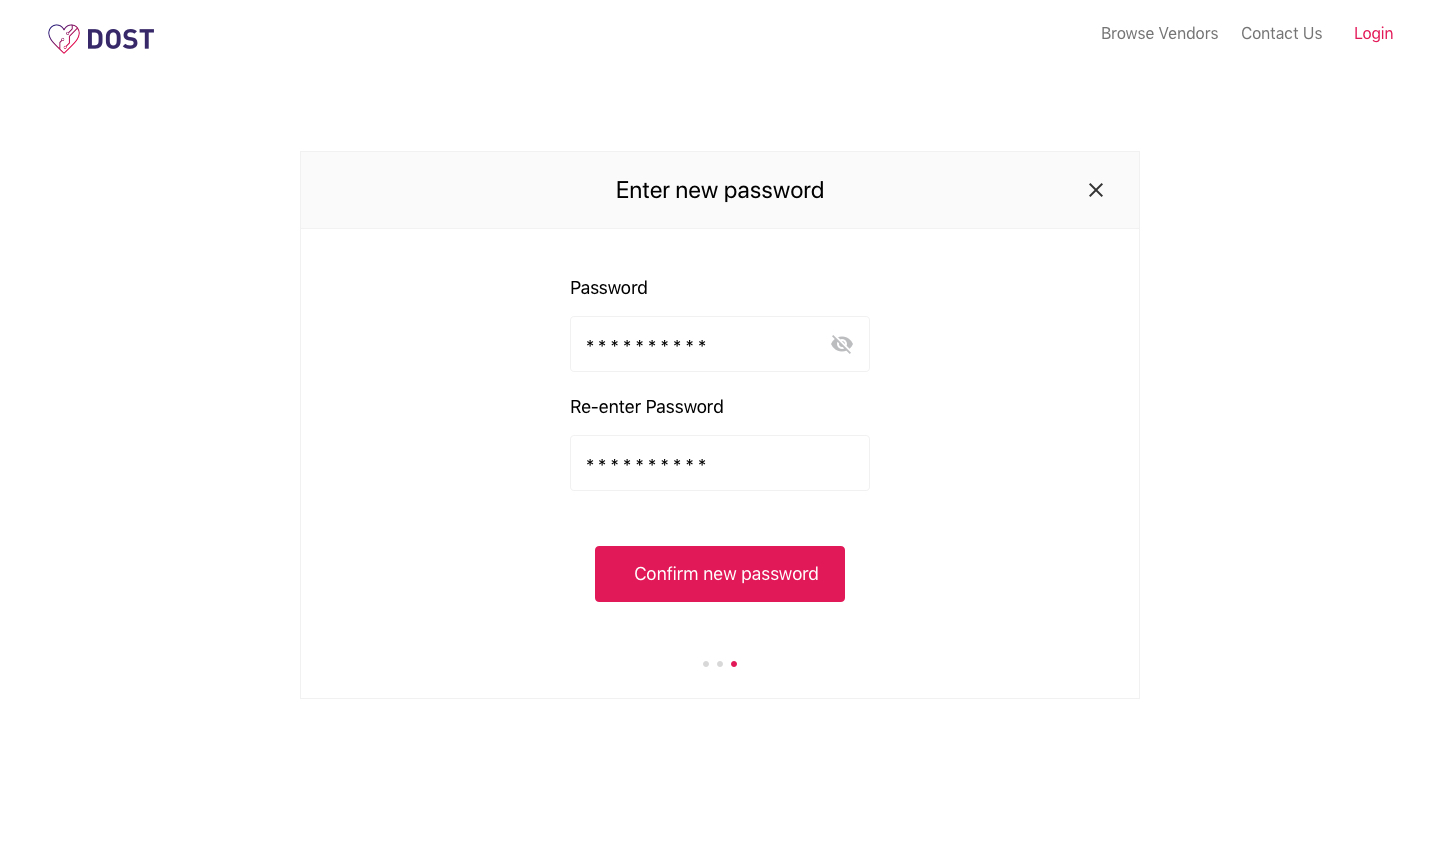 DOST
Browse Vendors
Contact Us
Login
Enter new password
Password
* * * * * * * * * *
Re-enter Password
* * * * * * * * * *
Confirm new password